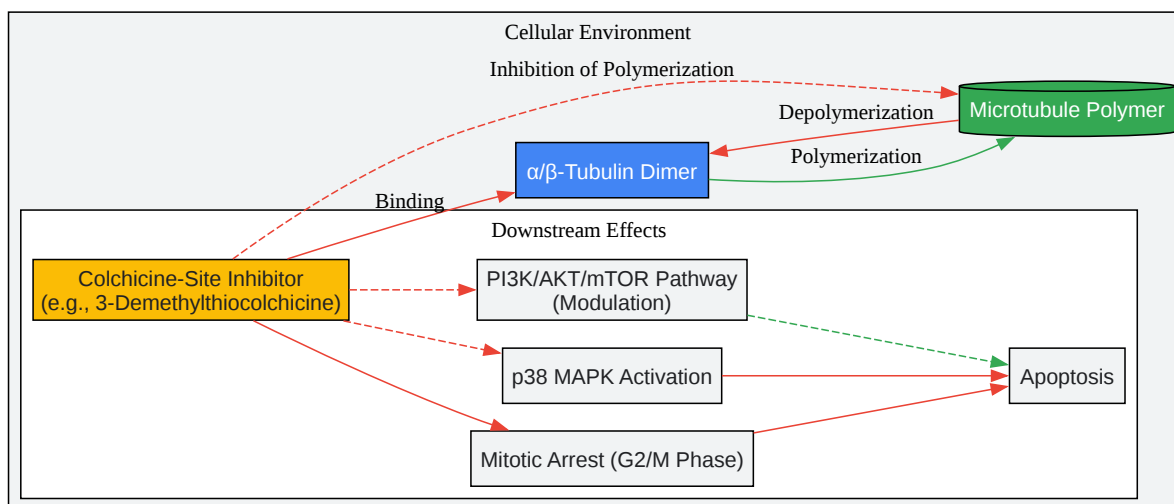 Cellular Environment
Inhibition of Polymerization
Microtubule Polymer
Depolymerization
α/β-Tubulin Dimer
Polymerization
Binding
Downstream Effects
Colchicine-Site Inhibitor
(e.g., 3-Demethylthiocolchicine)
PI3K/AKT/mTOR Pathway
(Modulation)
p38 MAPK Activation
Apoptosis
Mitotic Arrest (G2/M Phase)